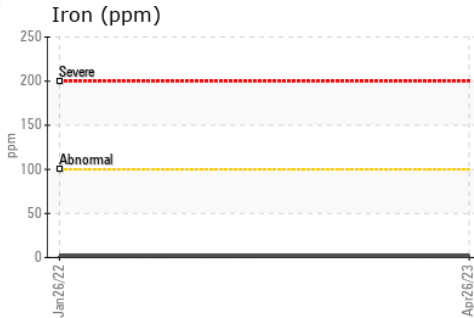 Iron (ppm)
250
Severe
200
150
ppm
Abnormal
100
50
0
Jan26/22
Apr26/23